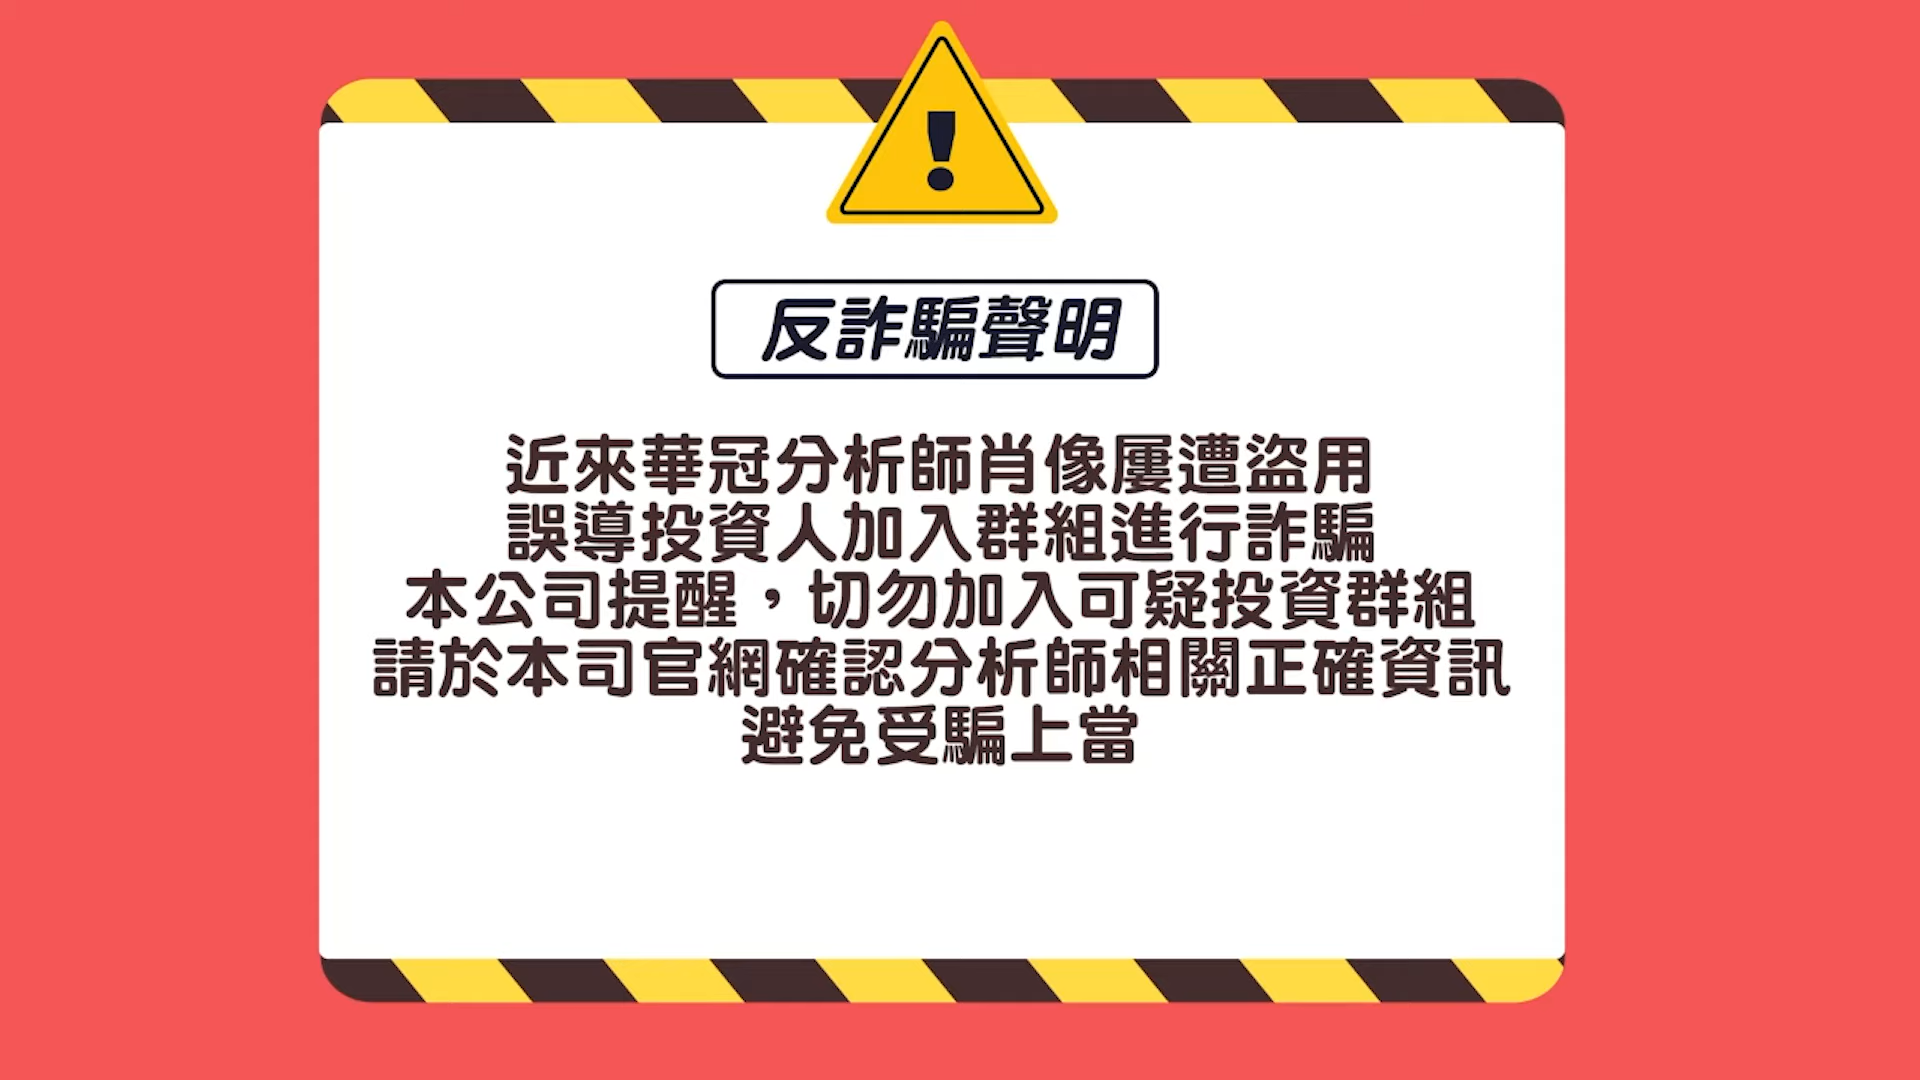 反詐騙聲明
近來華冠分析師肖像屢遭盜用
誤導投資人加入群組進行詐騙
本公司提醒，切勿加入可疑投資群組
請於本司官網確認分析師相關正確資訊
避免受騙上當